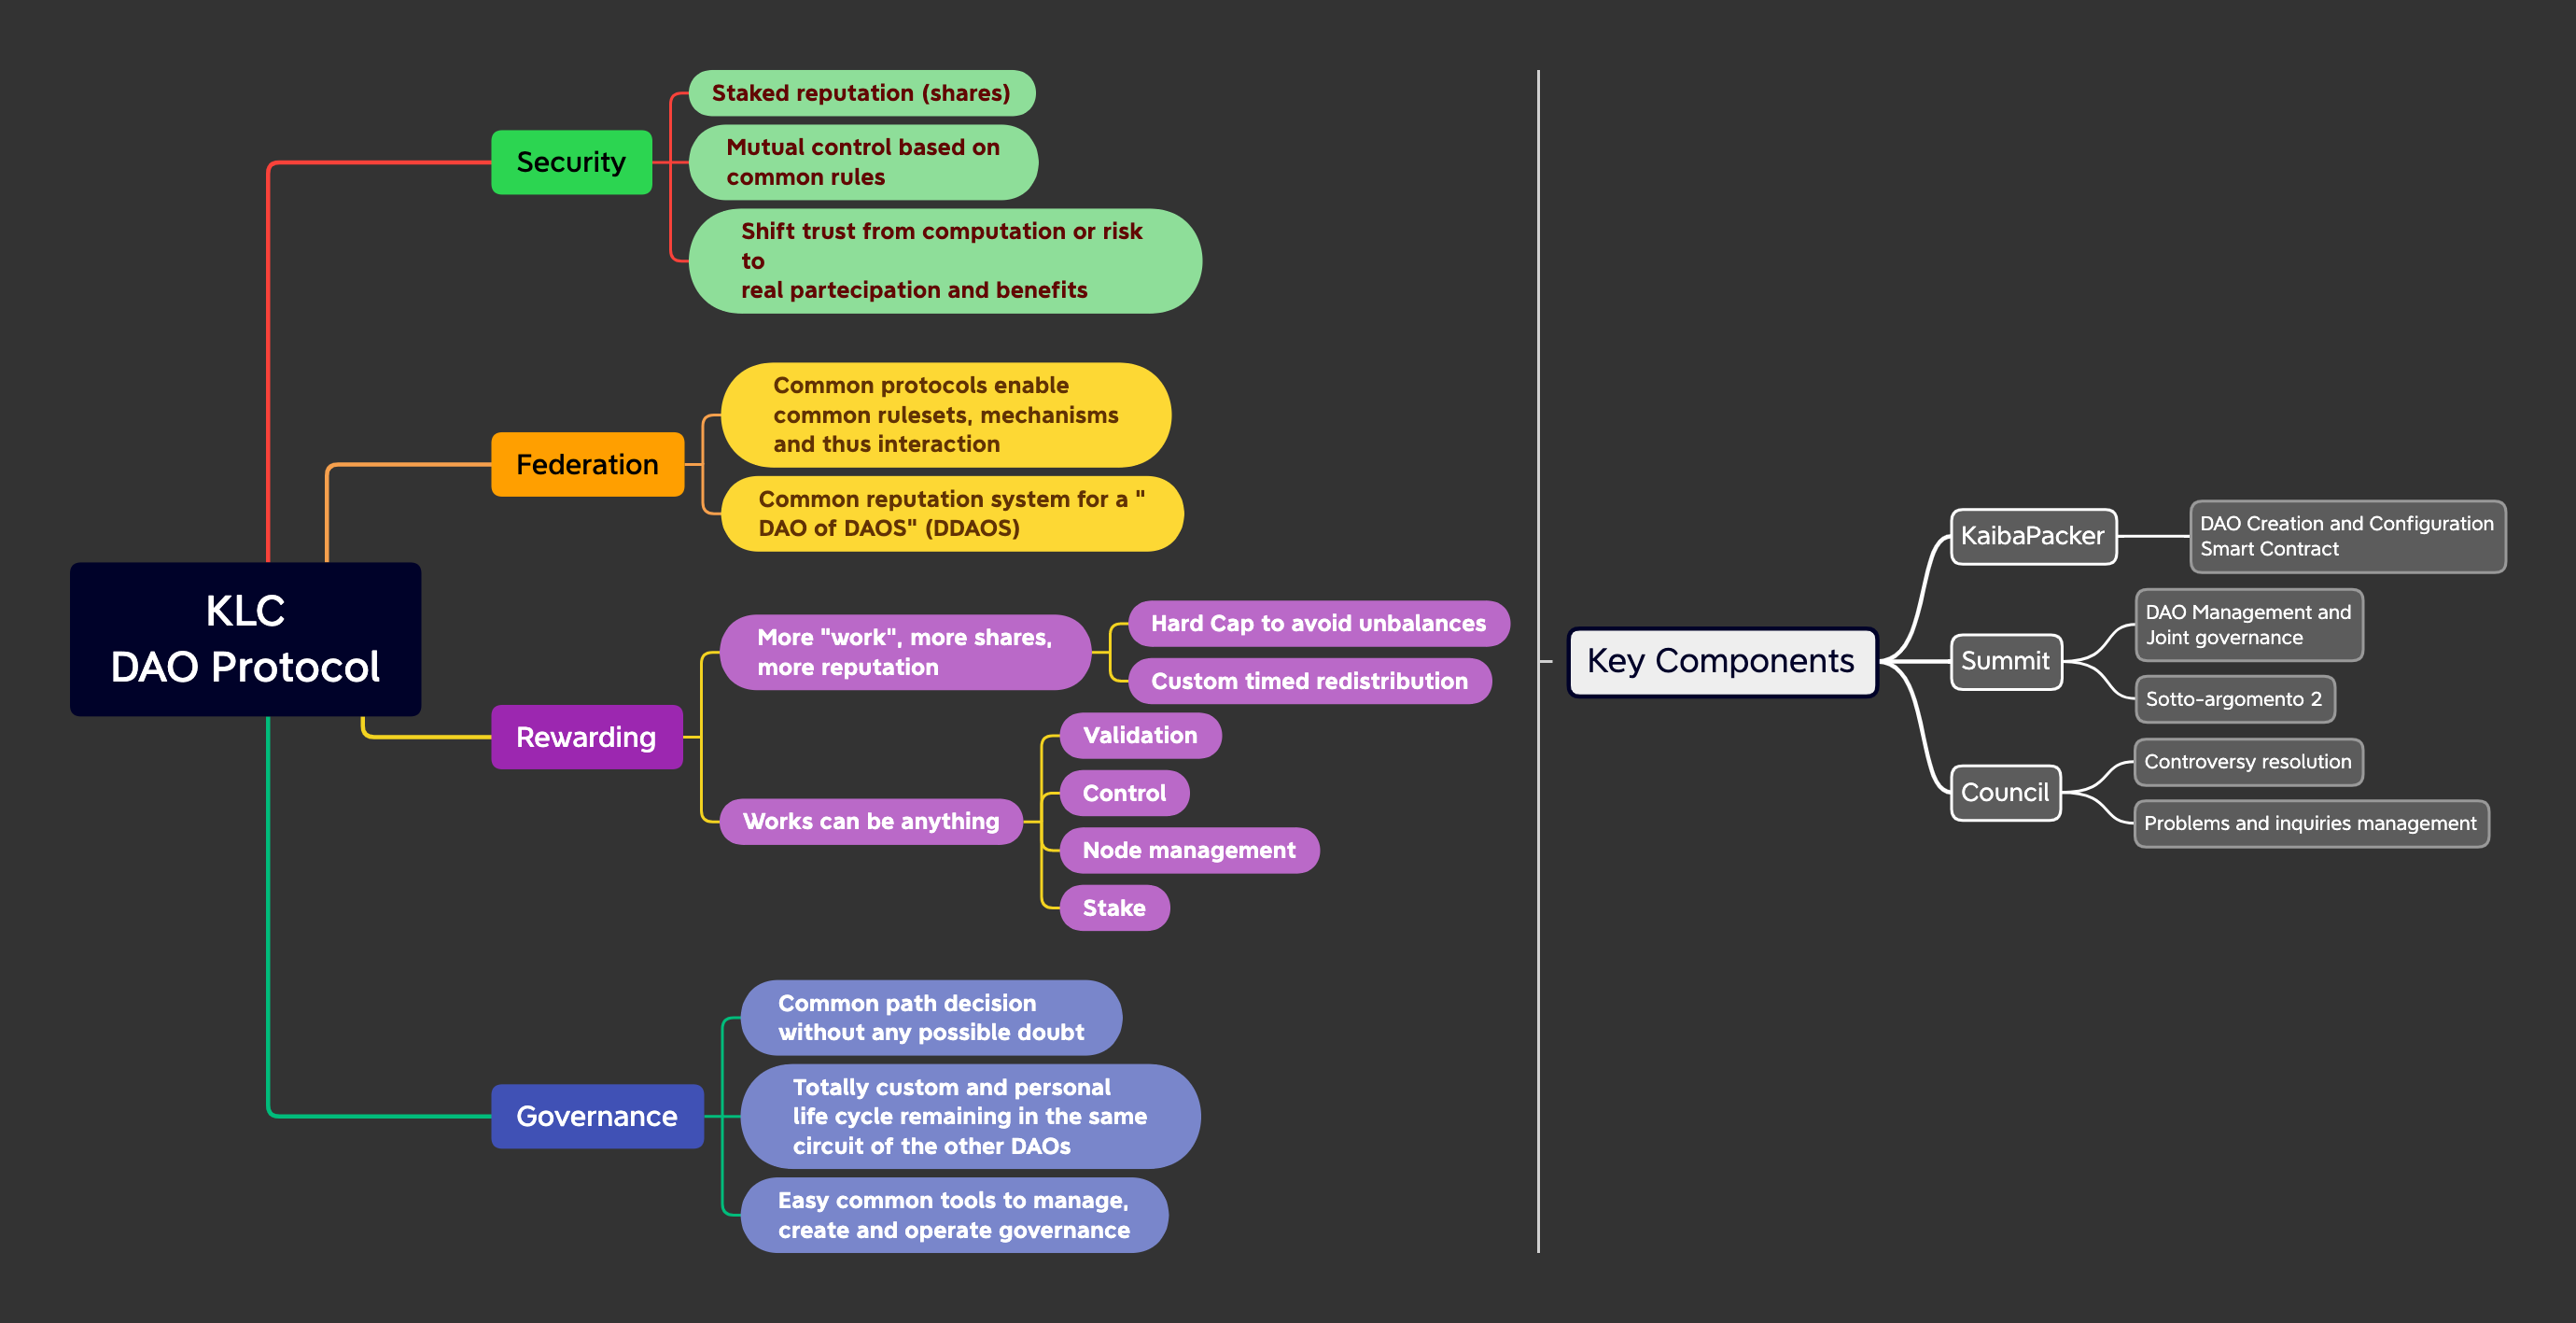 KLC
DAO Protocol
Security
Staked reputation (shares)
Mutual control based on
common rules
Shift trust from computation or risk
to
real partecipation and benefits
Federation
Common protocols enable
common rulesets, mechanisms
and thus interaction
Common reputation system for a "
DAO of DAOS" (DDAOS)
Rewarding
More "work", more shares,
more reputation
Hard Cap to avoid unbalances
Custom timed redistribution
Works can be anything
Validation
Control
Node management
Stake
Governance
Common path decision
without any possible doubt
Totally custom and personal
life cycle remaining in the same
circuit of the other DAOs
Easy common tools to manage,
create and operate governance
Key Components
KaibaPacker
DAO Creation and Configuration
Smart Contract
Summit
DAO Management and
Joint governance
Sotto-argomento 2
Council
Controversy resolution
Problems and inquiries management